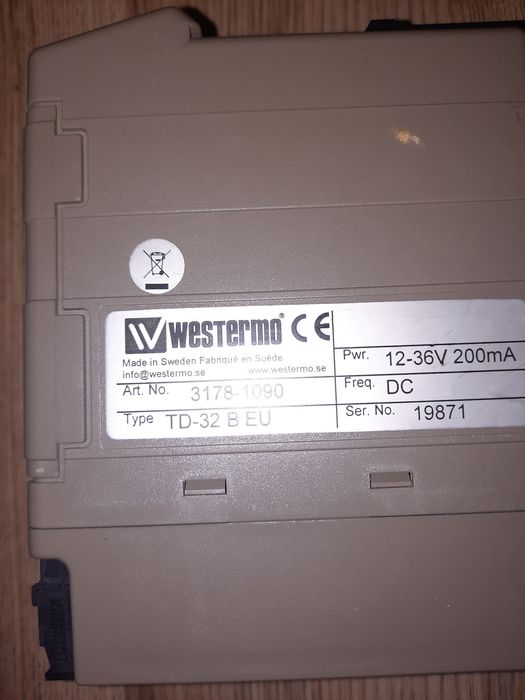 WESTERMO® CE
Made in Sweden Fabriqué en Suéde
info@westermo.se www.westermo.se
Art. No. 3178-1090
Type TD-32 B EU
Pwr. 12-36V 200mA
Freq. DC
Ser. No. 19871